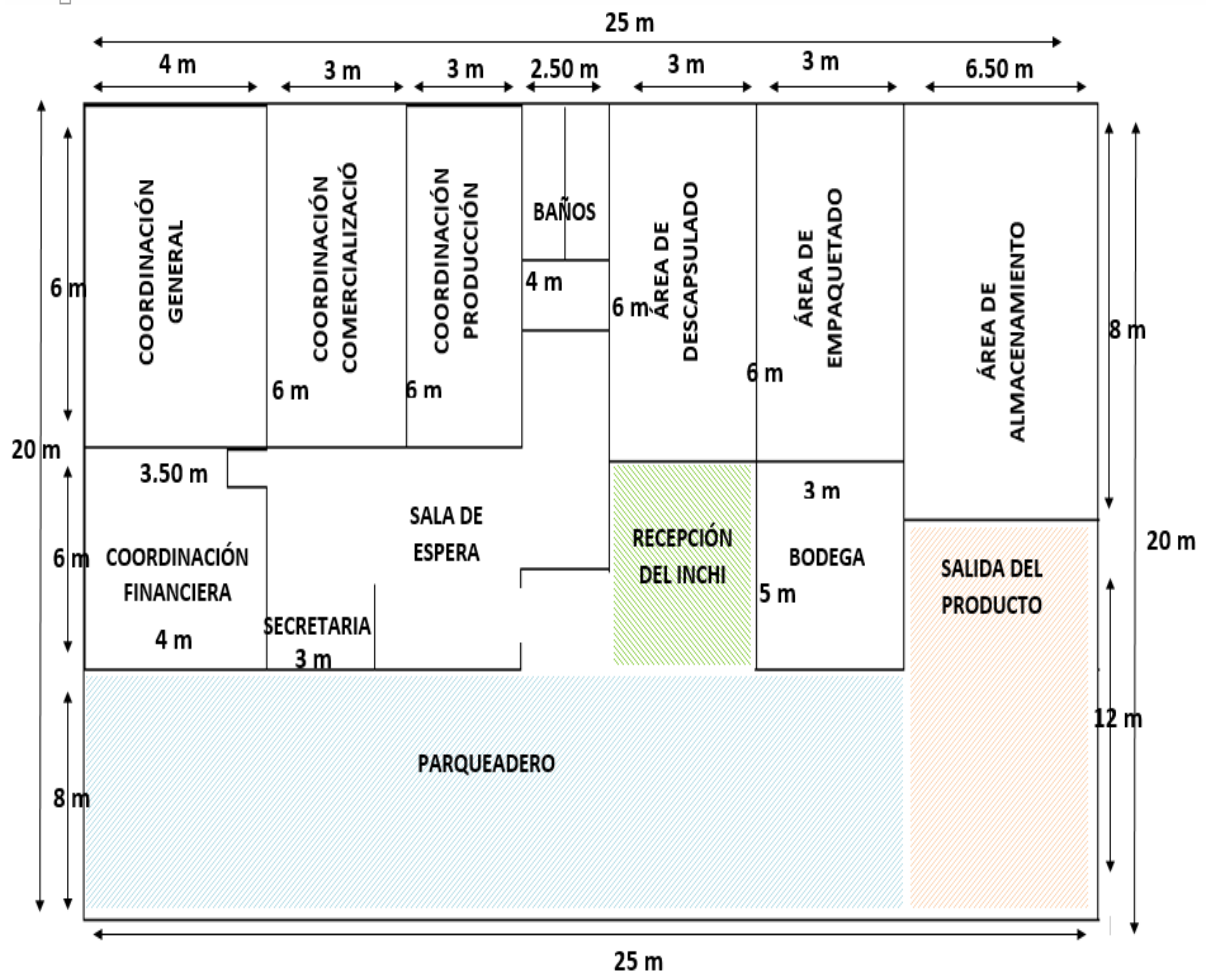 25 m
4 m
3 m
3 m
2.50 m
3 m
3 m
6.50 m
COORDINACIÓN
GENERAL
COORDINACIÓN
COMERCIALIZACIÓ
COORDINACIÓN
PRODUCCIÓN
BAÑOS
4 m
ÁREA DE
DESCAPSULADO
ÁREA DE
EMPAQUETADO
ÁREA DE
ALMACENAMIENTO
6 m
6 m
8 m
6 m
6 m
6 m
20 m
3.50 m
3 m
SALA DE
ESPERA
RECEPCIÓN
DEL INCHI
BODEGA
20 m
6 m
COORDINACIÓN
FINANCIERA
4 m
SECRETARIA
3 m
5 m
SALIDA DEL
PRODUCTO
12 m
PARQUEADERO
8 m
25 m